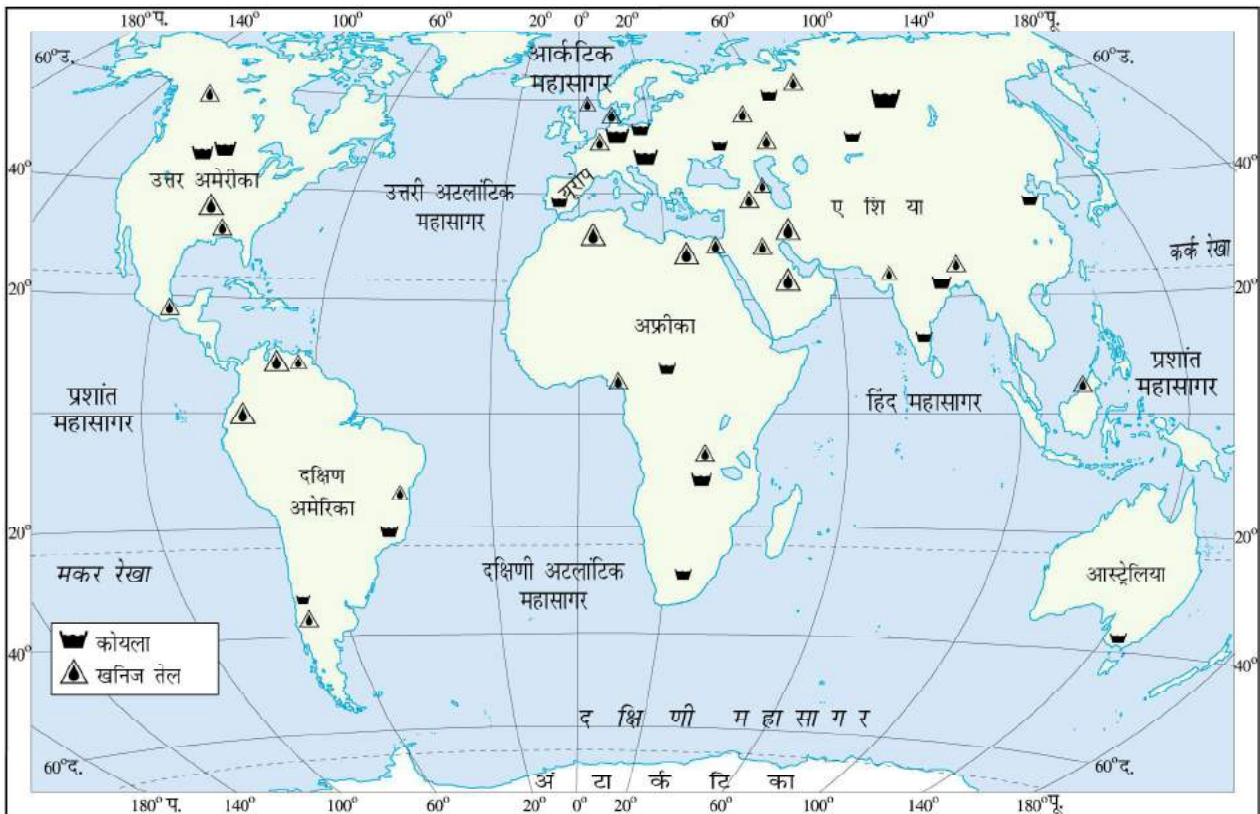 180°प. 140° 100° 60° 20° 0° 20° 60° 100° 140° 180°पू.
60°उ. 60°उ.
आर्कटिक
महासागर
40° 40°
उत्तर अमेरीका
उत्तरी अटलांटिक
महासागर
यूरोप
ए शि या
कर्क रेखा
20° 20°
अफ्रीका
प्रशांत
महासागर
हिंद महासागर
प्रशांत
महासागर
दक्षिण
अमेरिका
20° 20°
मकर रेखा
दक्षिणी अटलांटिक
महासागर
आस्ट्रेलिया
कोयला
खनिज तेल
40° 40°
द क्षि णी म हा सा ग र
60°द. 60°द.
अं टा र्क टि का
180°प. 140° 100° 60° 20° 0° 20° 60° 100° 140° 180°पू.